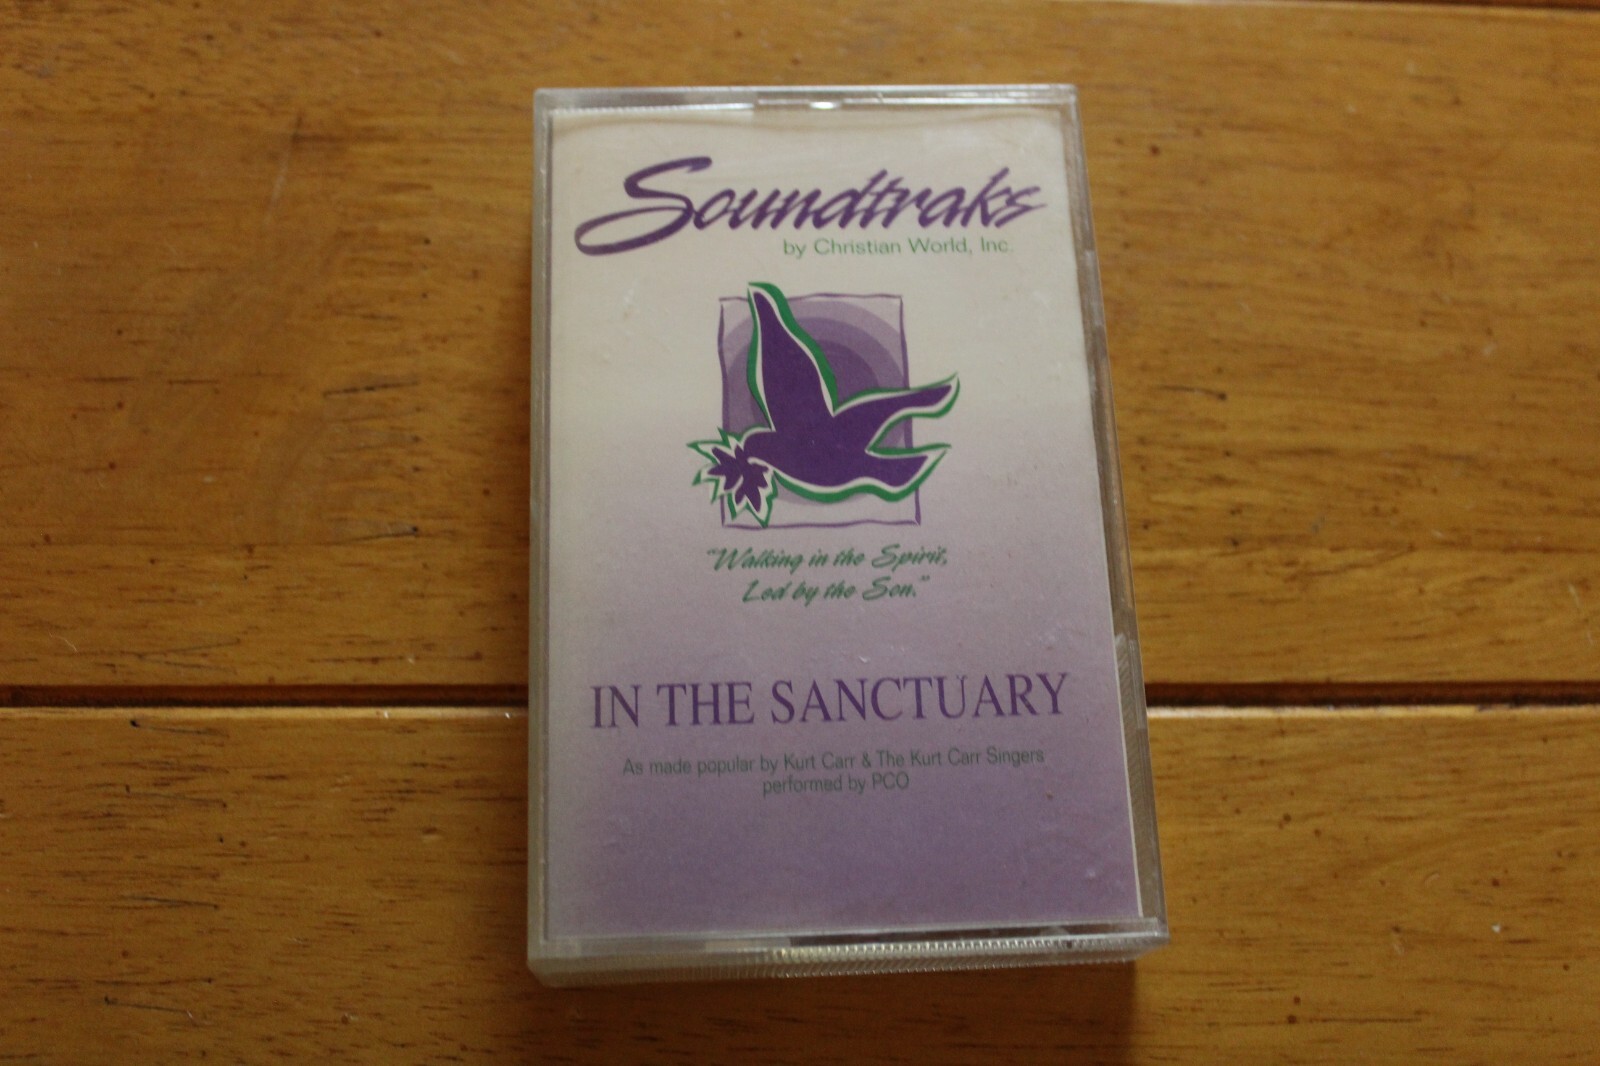 Soundtraks
by Christian World, Inc.
"Walking in the Spirit,
Led by the Son."
IN THE SANCTUARY
As made popular by Kurt Carr & The Kurt Carr Singers
performed by PCO